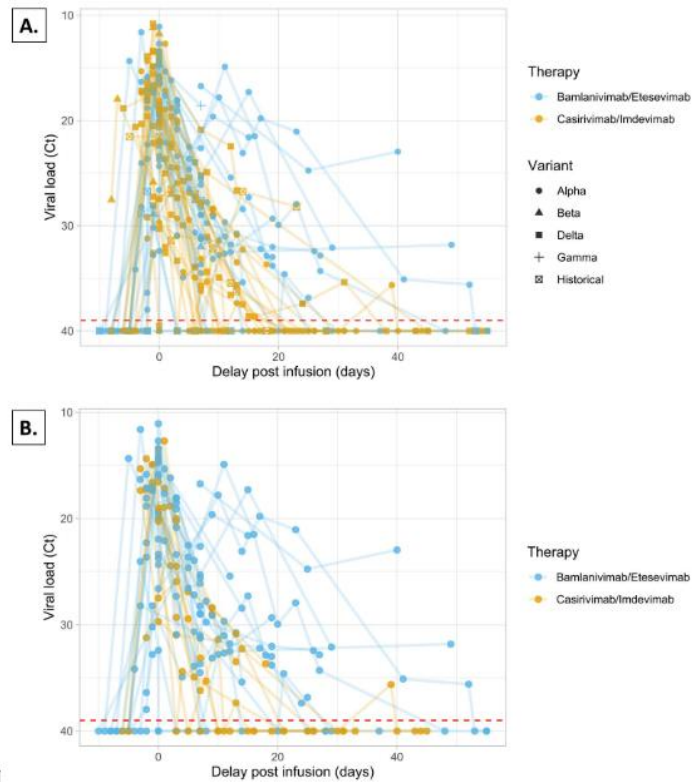 A.
10
20
30
40
Viral load (Ct)
0
20
40
Delay post infusion (days)
Therapy
Bamlanivimab/Etesevimab
Casirivimab/Imdevimab
Variant
Alpha
Beta
Delta
Gamma
Historical
B.
10
20
30
40
Viral load (Ct)
0
20
40
Delay post infusion (days)
Therapy
Bamlanivimab/Etesevimab
Casirivimab/Imdevimab